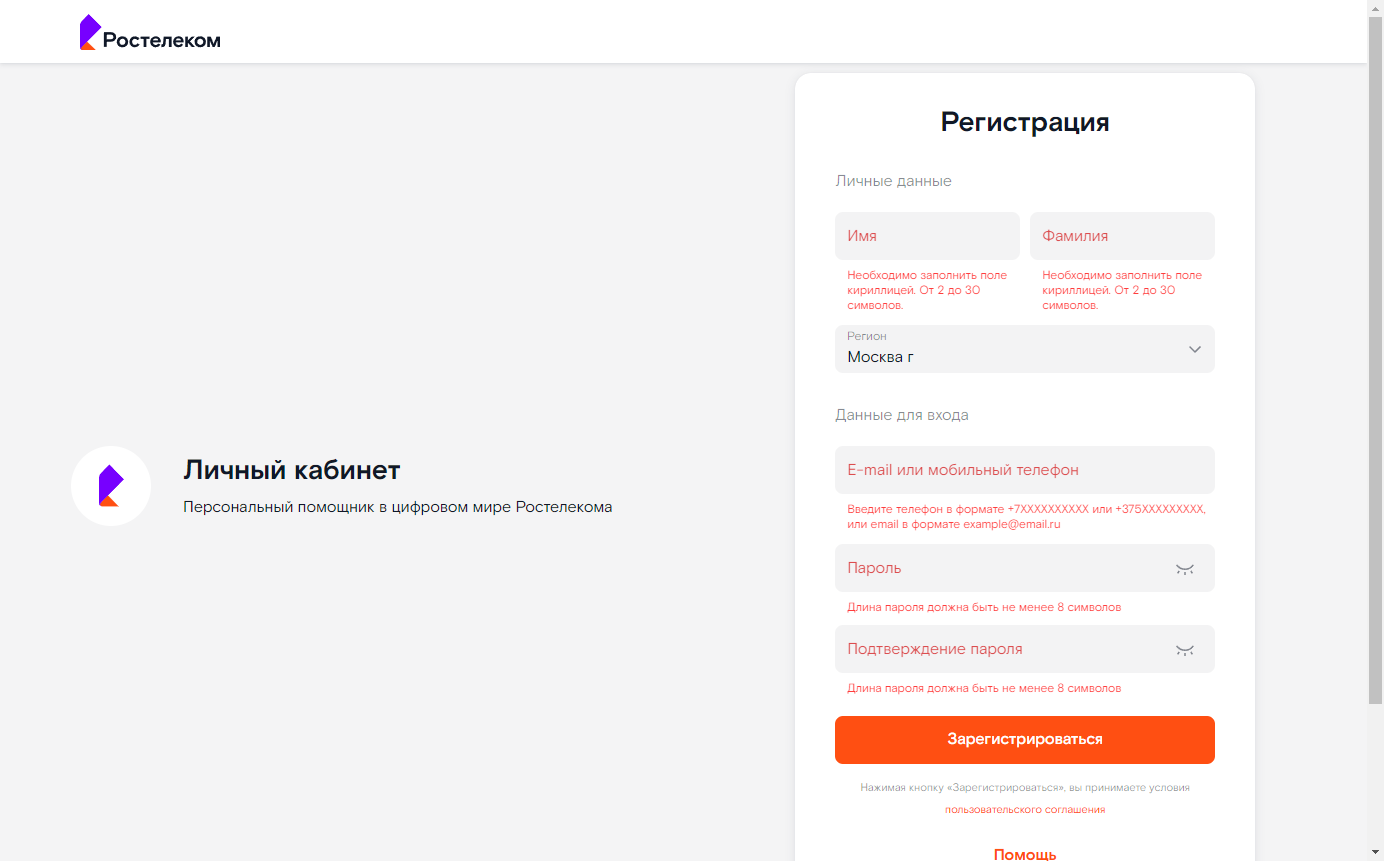 Ростелеком
Регистрация
Личные данные
Имя
Фамилия
Необходимо заполнить поле
кириллицей. От 2 до 30
символов.
Необходимо заполнить поле
кириллицей. От 2 до 30
символов.
Регион
Москва г
Данные для входа
E-mail или мобильный телефон
Введите телефон в формате +7XXXXXXXXXX или +375XXXXXXXXX,
или email в формате example@email.ru
Пароль
Длина пароля должна быть не менее 8 символов
Подтверждение пароля
Длина пароля должна быть не менее 8 символов
Зарегистрироваться
Нажимая кнопку «Зарегистрироваться», вы принимаете условия
пользовательского соглашения
Помощь
Личный кабинет
Персональный помощник в цифровом мире Ростелекома